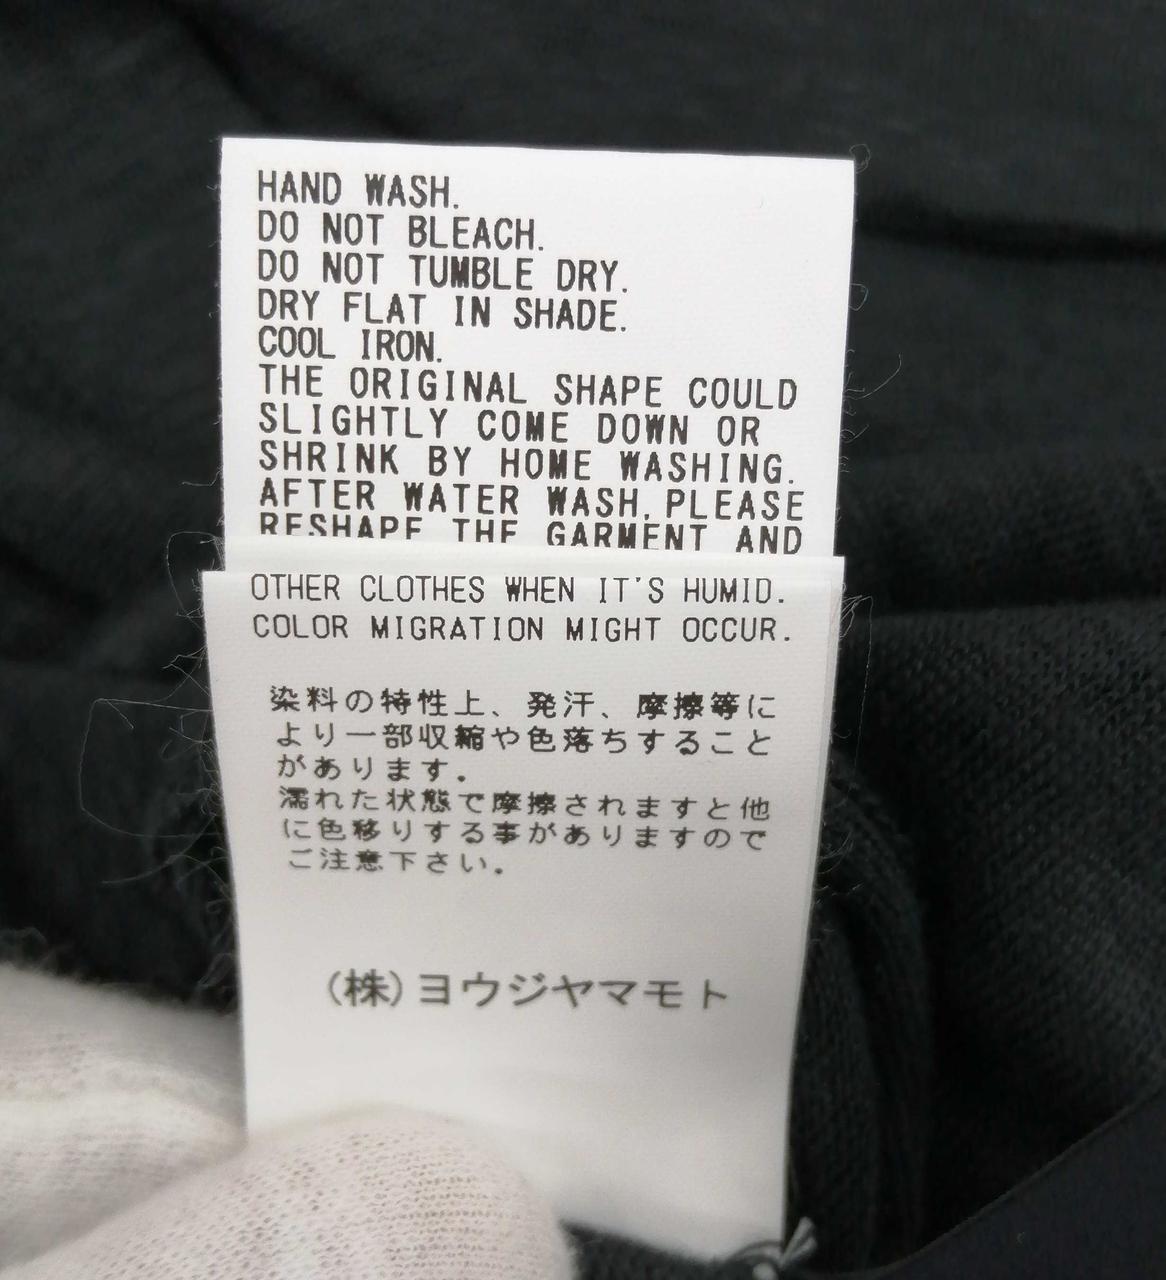 HAND WASH.
DO NOT BLEACH.
DO NOT TUMBLE DRY.
DRY FLAT IN SHADE.
COOL IRON.
THE ORIGINAL SHAPE COULD
SLIGHTLY COME DOWN OR
SHRINK BY HOME WASHING.
AFTER WATER WASH, PLEASE
RESHAPE THE GARMENT AND
OTHER CLOTHES WHEN IT'S HUMID.
COLOR MIGRATION MIGHT OCCUR.
染料の特性上、発汗、摩擦等に
より一部収縮や色落ちすること
があります.
濡れた状態で摩擦されますと他
に色移りする事がありますので
ご注意下さい.
(株)ヨウジヤマモト